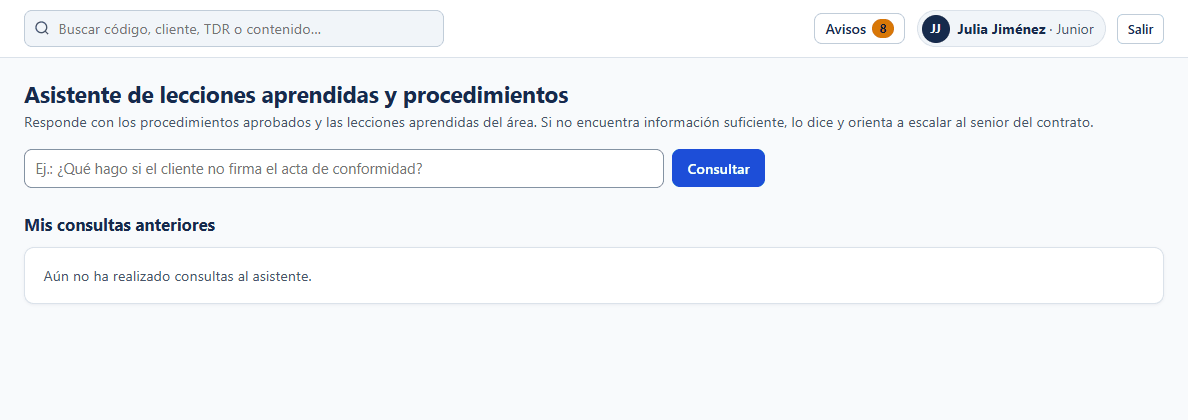 Buscar código, cliente, TDR o contenido...
Avisos 8
JJ Julia Jiménez · Junior
Salir
Asistente de lecciones aprendidas y procedimientos
Responde con los procedimientos aprobados y las lecciones aprendidas del área. Si no encuentra información suficiente, lo dice y orienta a escalar al senior del contrato.
Ej.: ¿Qué hago si el cliente no firma el acta de conformidad?
Consultar
Mis consultas anteriores
Aún no ha realizado consultas al asistente.